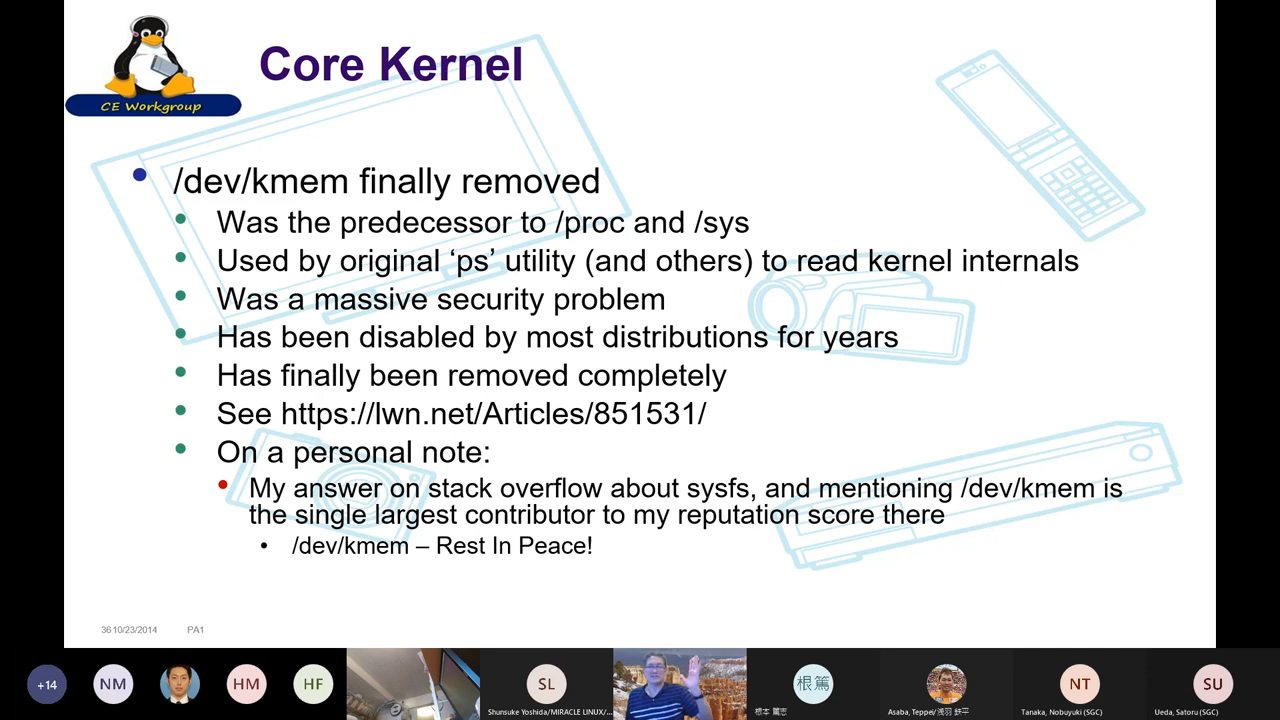 Core Kernel
CE Workgroup
/dev/kmem finally removed
Was the predecessor to /proc and /sys
Used by original ‘ps’ utility (and others) to read kernel internals
Was a massive security problem
Has been disabled by most distributions for years
Has finally been removed completely
See https://lwn.net/Articles/851531/
On a personal note:
My answer on stack overflow about sysfs, and mentioning /dev/kmem is
the single largest contributor to my reputation score there
/dev/kmem – Rest In Peace!
36 10/23/2014 PA1
+14
NM
HM
HF
SL
根篤
NT
SU
Shunsuke Yoshida/MIRACLE LINUX/...
根本 篤志
Asaba, Teppei/浅羽 鉄平
Tanaka, Nobuyuki (SGC)
Ueda, Satoru (SGC)